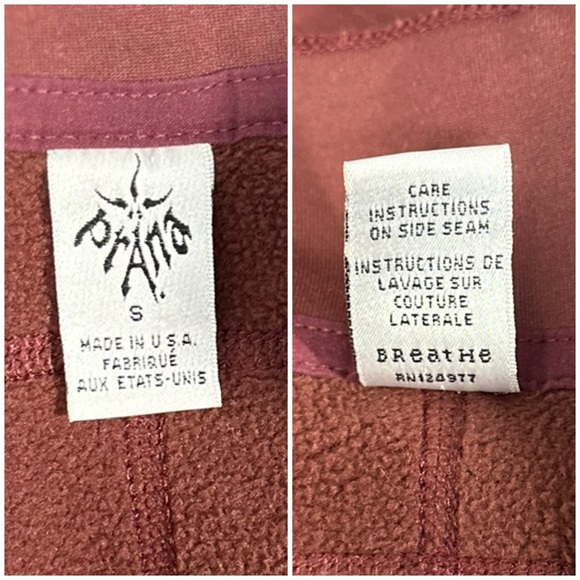 prAna
S
MADE IN U.S.A.
FABRIQUÉ
AUX ETATS-UNIS
CARE
INSTRUCTIONS
ON SIDE SEAM
INSTRUCTIONS DE
LAVAGE SUR
COUTURE
LATERALE
BReatHe
RN124977